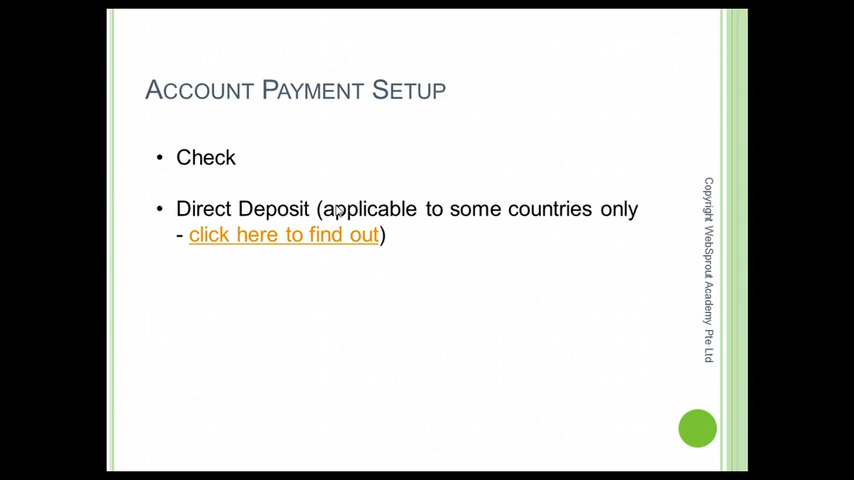 ACCOUNT PAYMENT SETUP
• Check
• Direct Deposit (applicable to some countries only
- click here to find out)
Copyright WebSprout Academy Pte Ltd